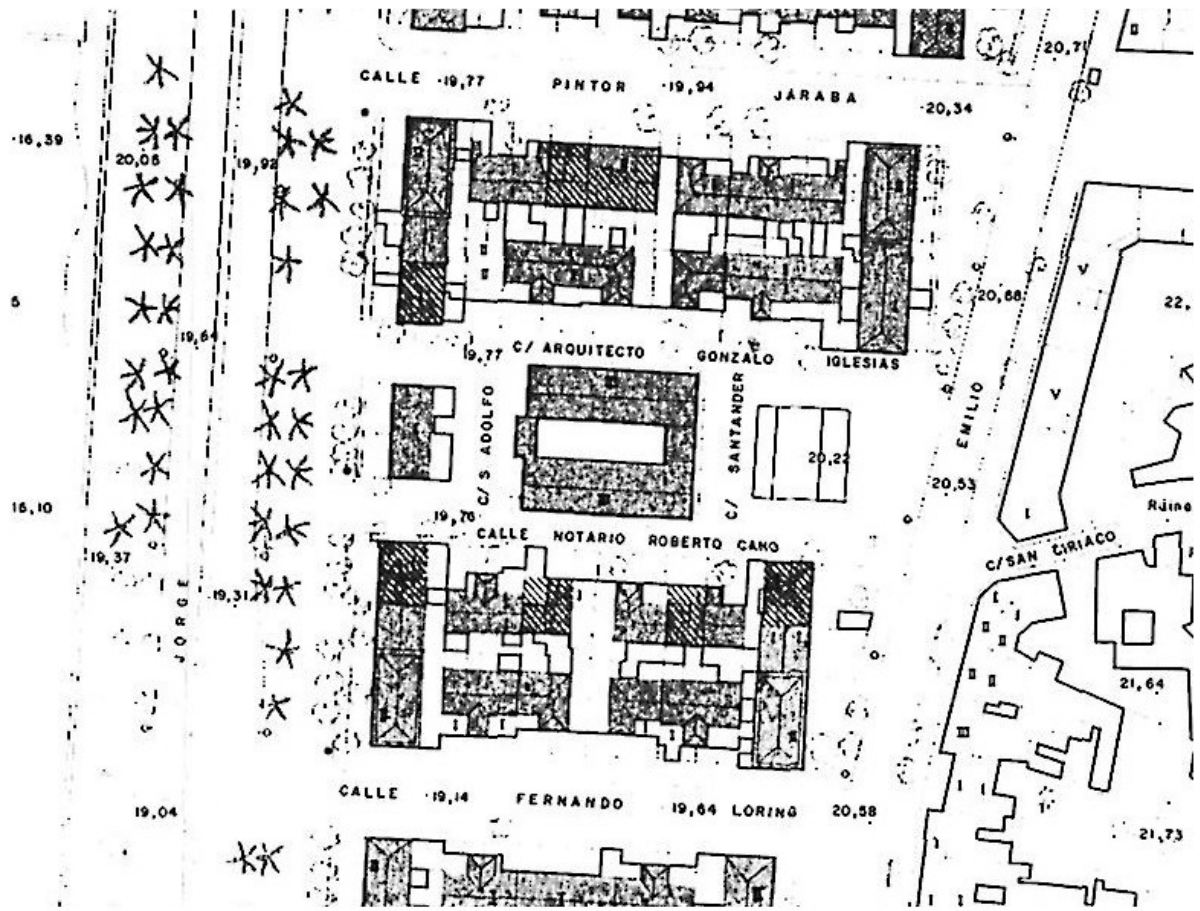 20,71
CALLE ·19,77 PINTOR ·19,94 JARABA ·20,34
·16,39
20,06
19,92
V
22,
20,68
5
19,64
19,77 C/ ARQUITECTO GONZALO IGLESIAS
C/ S ADOLFO
C/ SANTANDER
EMILIO
V
20,22
20,53
16,10
19,76
CALLE NOTARIO ROBERTO CANO
C/SAN CIRIACO
19,37
19,31
JORGE
21,64
CALLE ·19,14 FERNANDO ·19,64 LORING 20,58
19,04
21,73